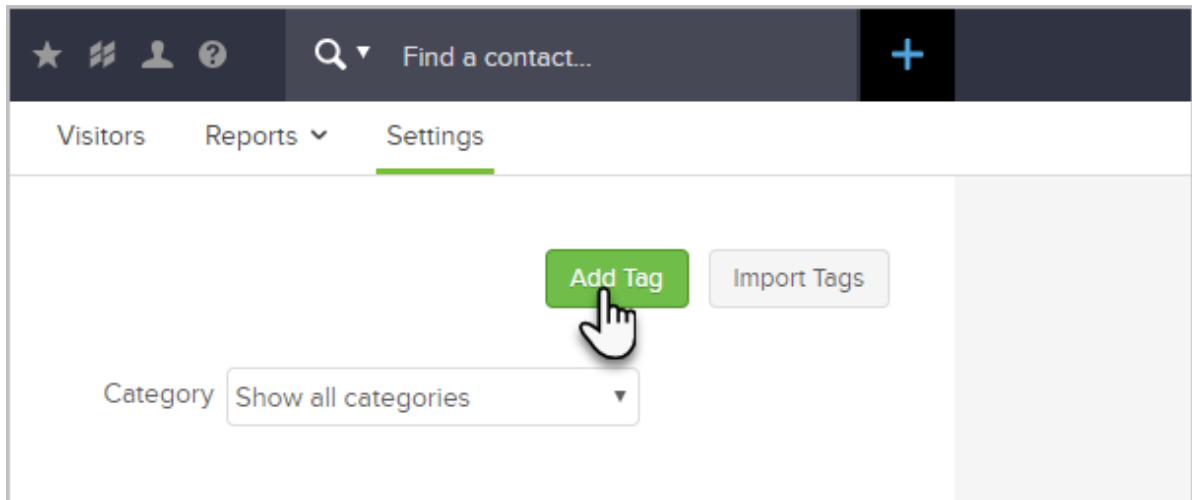 Find a contact...
Visitors Reports Settings
Add Tag Import Tags
Category Show all categories